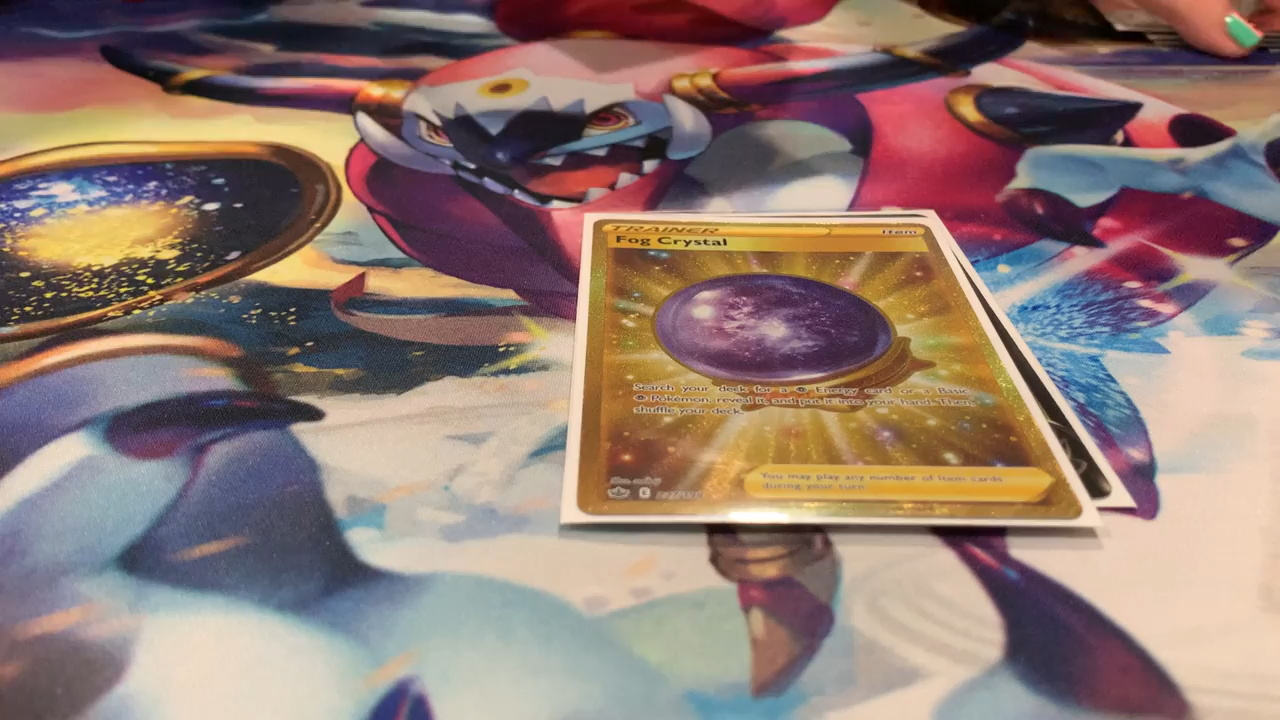 TRAINER
Item
Fog Crystal
Search your deck for a Energy card or a Basic
Pokémon, reveal it, and put it into your hand. Then,
shuffle your deck.
You may play any number of Item cards
during your turn.